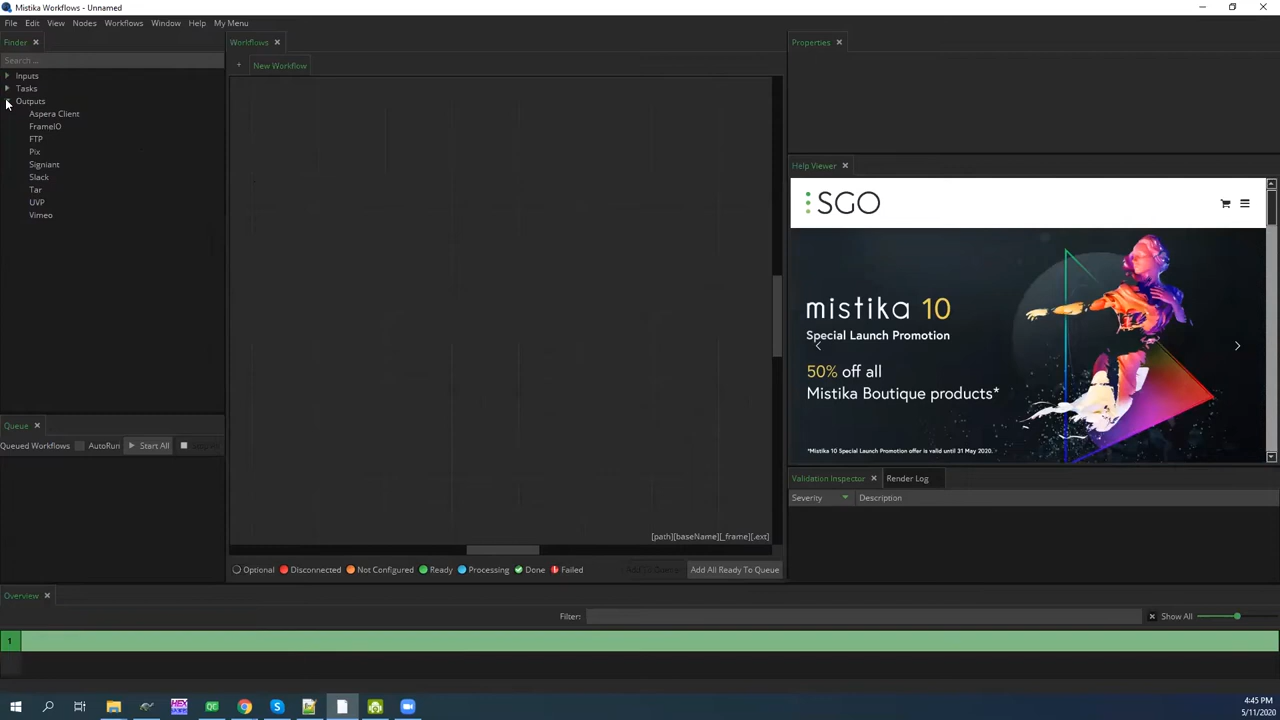 Mistika Workflows - Unnamed
File Edit View Nodes Workflows Window Help My Menu
Finder
Search ...
Inputs
Tasks
Outputs
Aspera Client
FrameIO
FTP
Pix
Signiant
Slack
Tar
UVP
Vimeo
Queue
Queued Workflows AutoRun Start All
Workflows
+ New Workflow
[path][baseName][_frame][.ext]
Optional Disconnected Not Configured Ready Processing Done Failed
Add All Ready To Queue
Properties
Help Viewer
SGO
mistika 10
Special Launch Promotion
50% off all
Mistika Boutique products*
*Mistika 10 Special Launch Promotion offer is valid until 31 May 2020.
Validation Inspector Render Log
Severity Description
Overview
Filter: Show All
1
QC
HEX
4:45 PM
5/11/2020